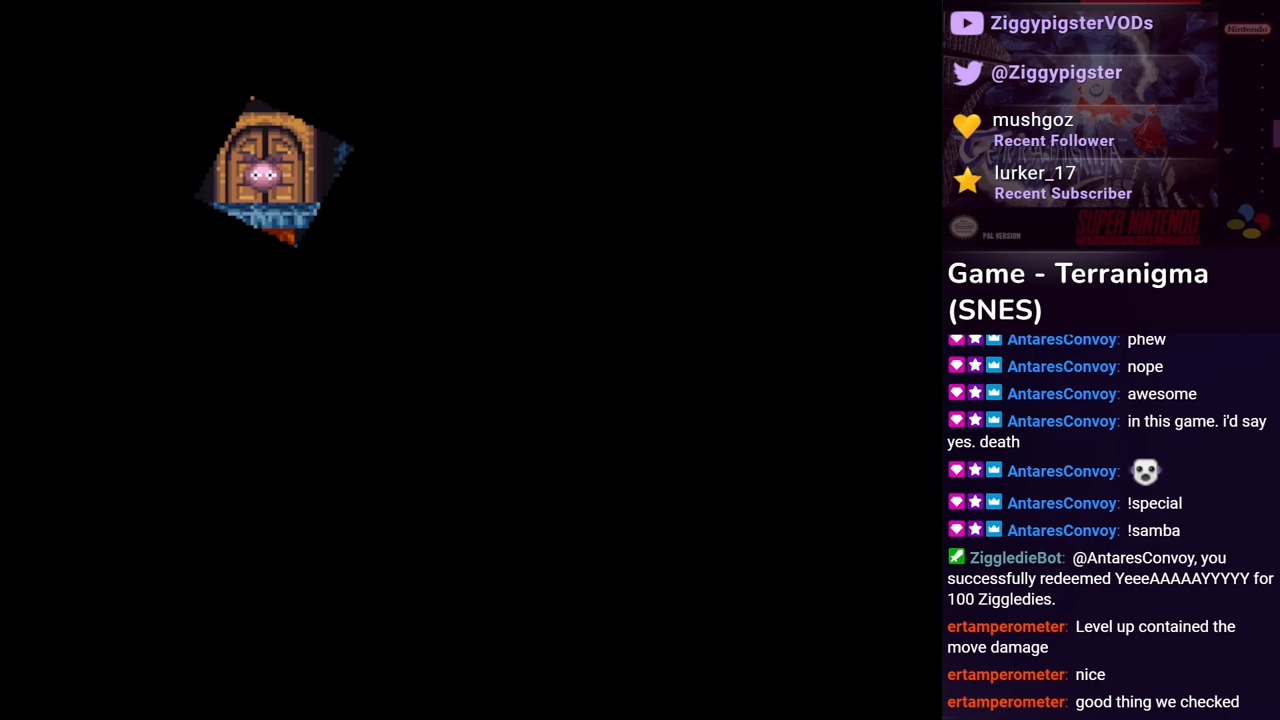 ZiggypigsterVODs
Nintendo
@Ziggypigster
mushgoz
Recent Follower
lurker_17
Recent Subscriber
PAL VERSION
SUPER NINTENDO
Game - Terranigma
(SNES)
AntaresConvoy: phew
AntaresConvoy: nope
AntaresConvoy: awesome
AntaresConvoy: in this game. i'd say
yes. death
AntaresConvoy:
AntaresConvoy: !special
AntaresConvoy: !samba
ZiggledieBot: @AntaresConvoy, you
successfully redeemed YeeeAAAAAYYYYY for
100 Ziggledies.
ertamperometer: Level up contained the
move damage
ertamperometer: nice
ertamperometer: good thing we checked